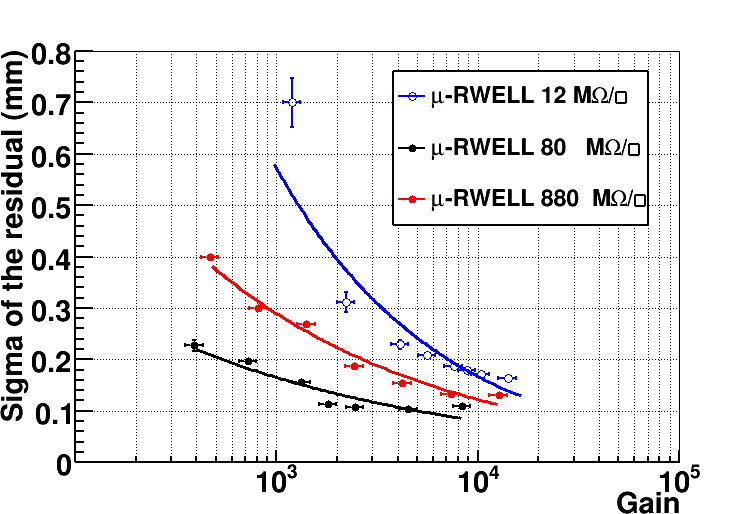 Sigma of the residual (mm)
0.8
0.7
0.6
0.5
0.4
0.3
0.2
0.1
0
μ-RWELL 12 MΩ/□
μ-RWELL 80 MΩ/□
μ-RWELL 880 MΩ/□
10³ 10⁴ 10⁵
Gain